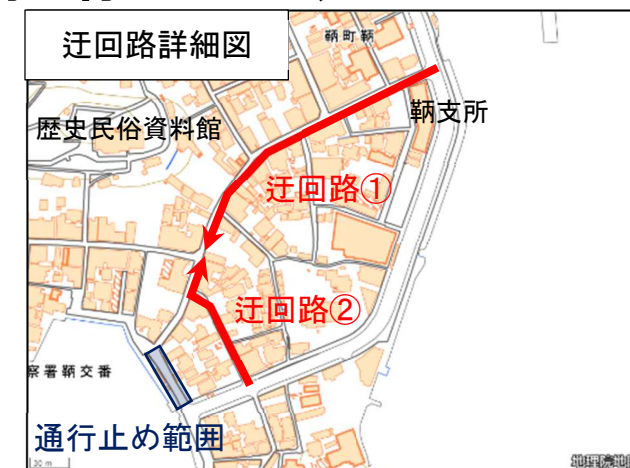 迂回路詳細図
鞆町鞆
鞆支所
歴史民俗資料館
迂回路①
迂回路②
察署鞆交番
通行止め範囲
30 m
地理院地